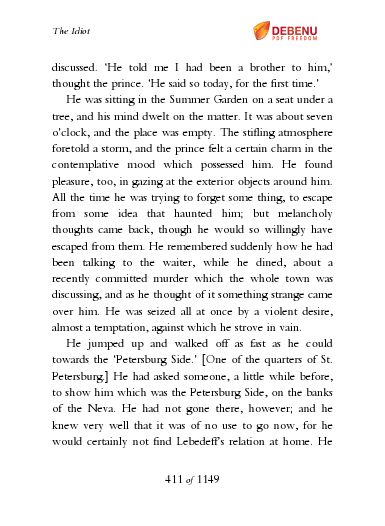 The Idiot
DEBENU
PDF FREEDOM
discussed. ‘He told me I had been a brother to him,’
thought the prince. ‘He said so today, for the first time.’
He was sitting in the Summer Garden on a seat under a
tree, and his mind dwelt on the matter. It was about seven
o’clock, and the place was empty. The stifling atmosphere
foretold a storm, and the prince felt a certain charm in the
contemplative mood which possessed him. He found
pleasure, too, in gazing at the exterior objects around him.
All the time he was trying to forget some thing, to escape
from some idea that haunted him; but melancholy
thoughts came back, though he would so willingly have
escaped from them. He remembered suddenly how he had
been talking to the waiter, while he dined, about a
recently committed murder which the whole town was
discussing, and as he thought of it something strange came
over him. He was seized all at once by a violent desire,
almost a temptation, against which he strove in vain.
He jumped up and walked off as fast as he could
towards the ‘Petersburg Side.’ [One of the quarters of St.
Petersburg.] He had asked someone, a little while before,
to show him which was the Petersburg Side, on the banks
of the Neva. He had not gone there, however; and he
knew very well that it was of no use to go now, for he
would certainly not find Lebedeff’s relation at home. He
411 of 1149